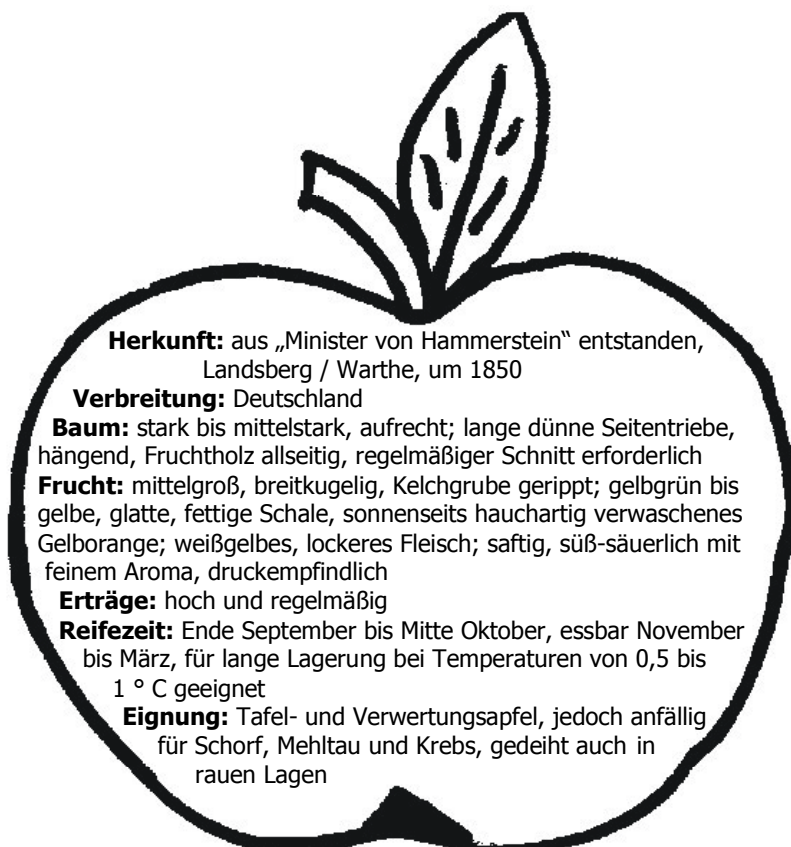 Herkunft: aus „Minister von Hammerstein“ entstanden,
Landsberg / Warthe, um 1850
Verbreitung: Deutschland
Baum: stark bis mittelstark, aufrecht; lange dünne Seitentriebe,
hängend, Fruchtholz allseitig, regelmäßiger Schnitt erforderlich
Frucht: mittelgroß, breitkugelig, Kelchgrube gerippt; gelbgrün bis
gelbe, glatte, fettige Schale, sonnenseits hauchartig verwaschenes
Gelborange; weißgelbes, lockeres Fleisch; saftig, süß-säuerlich mit
feinem Aroma, druckempfindlich
Erträge: hoch und regelmäßig
Reifezeit: Ende September bis Mitte Oktober, essbar November
bis März, für lange Lagerung bei Temperaturen von 0,5 bis
1 ° C geeignet
Eignung: Tafel- und Verwertungsapfel, jedoch anfällig
für Schorf, Mehltau und Krebs, gedeiht auch in
rauen Lagen